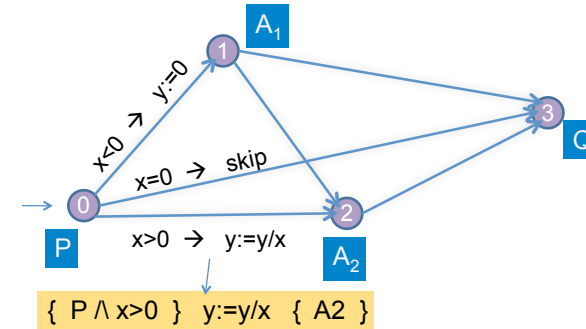 A₁
1
x<0 → y:=0
3
Q
x=0 → skip
0
2
P
x>0 → y:=y/x
A₂
{ P /\ x>0 } y:=y/x { A2 }